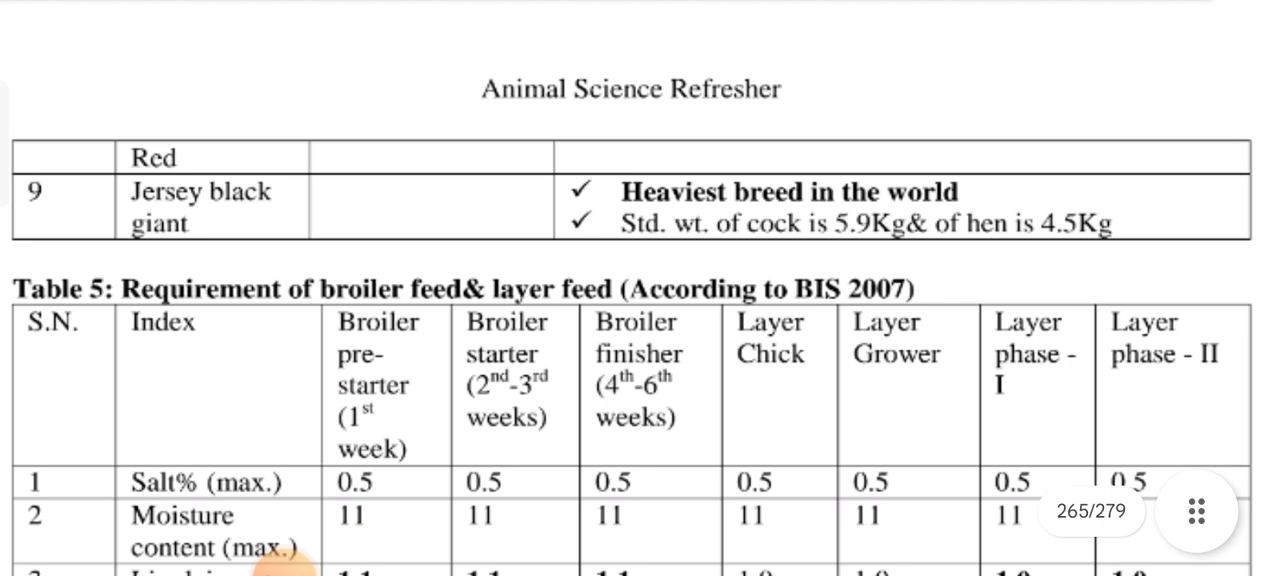 Animal Science Refresher
Red
9 Jersey black giant ✓ Heaviest breed in the world
✓ Std. wt. of cock is 5.9Kg& of hen is 4.5Kg
Table 5: Requirement of broiler feed& layer feed (According to BIS 2007)
S.N. Index Broiler pre-starter (1st week) Broiler starter (2nd-3rd weeks) Broiler finisher (4th-6th weeks) Layer Chick Layer Grower Layer phase - I Layer phase - II
1 Salt% (max.) 0.5 0.5 0.5 0.5 0.5 0.5 0.5
2 Moisture content (max.) 11 11 11 11 11 11
265/279